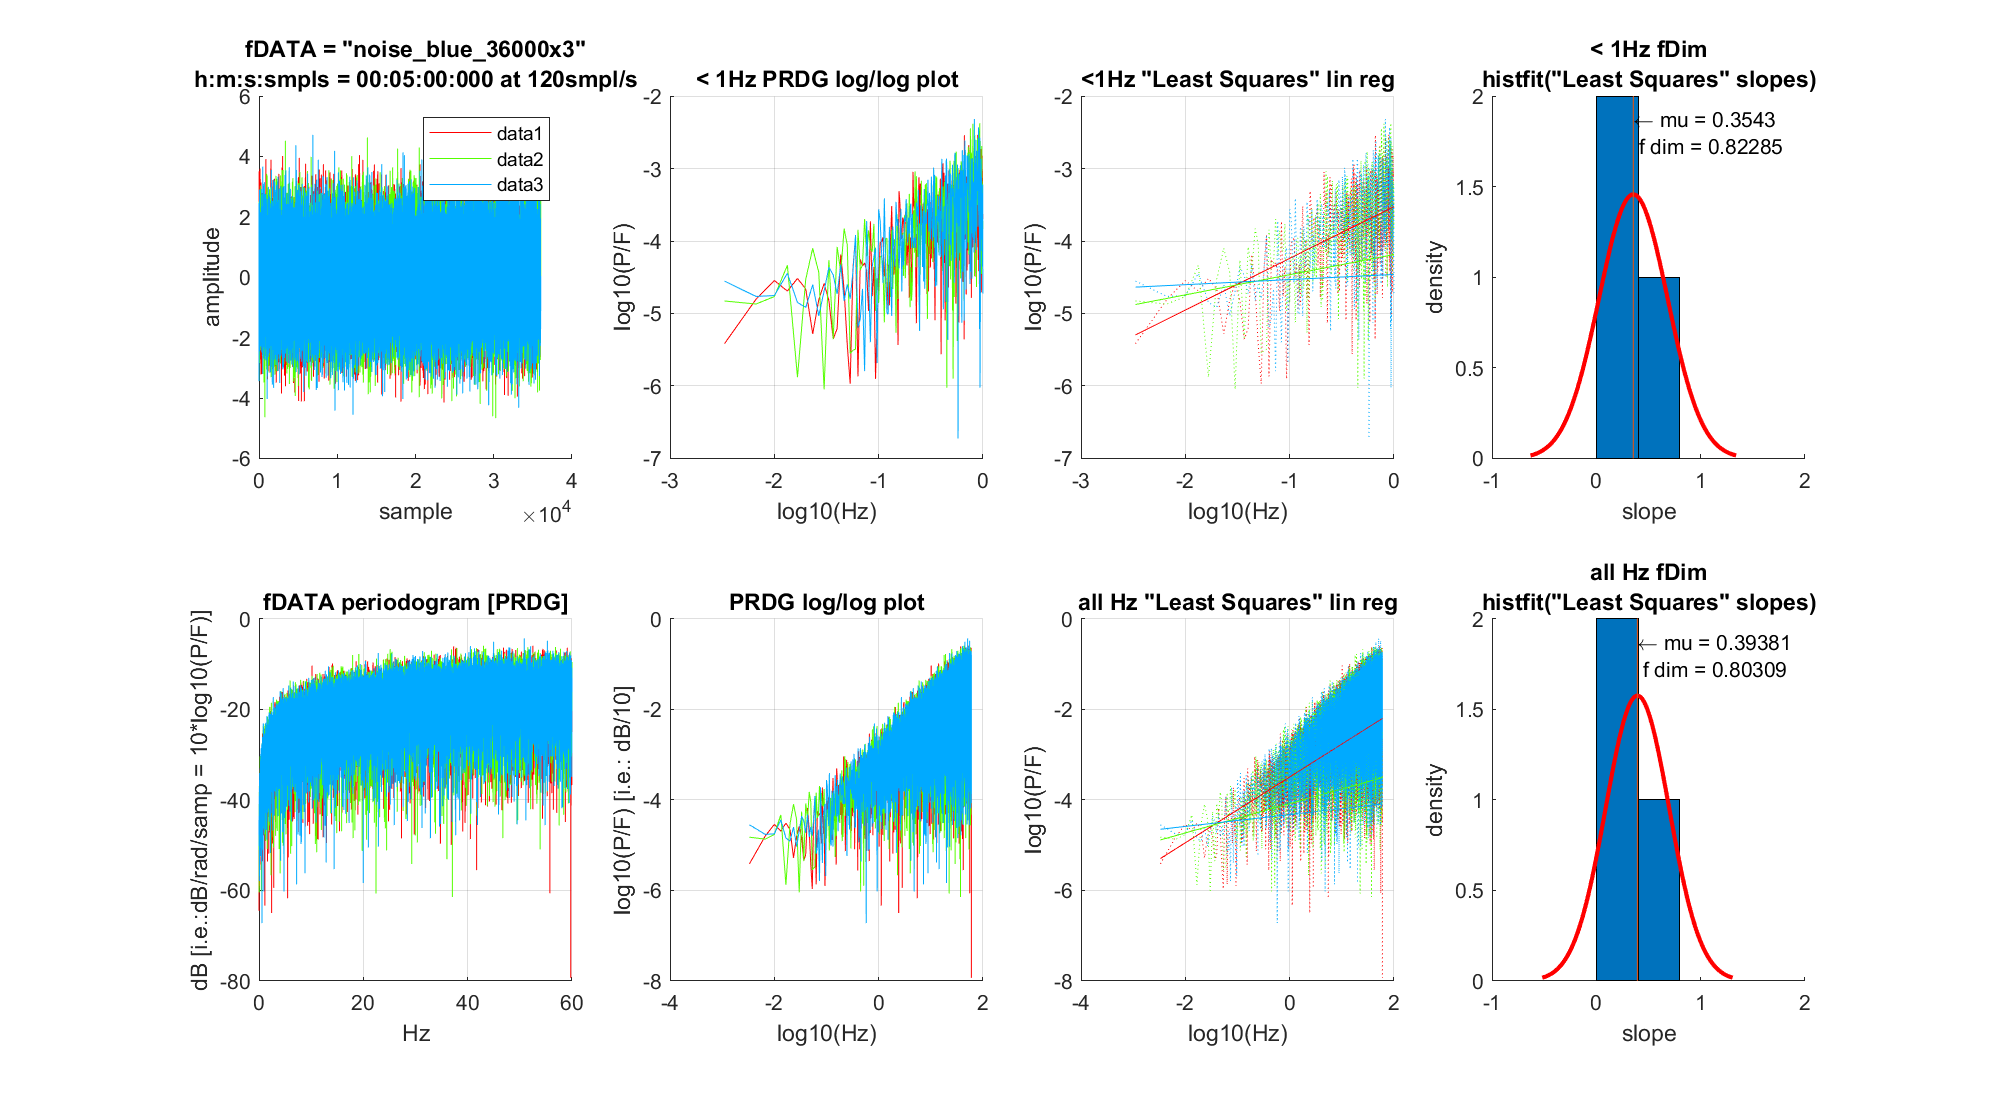 fDATA = "noise_blue_36000x3"
h:m:s:smpls = 00:05:00:000 at 120smpl/s
6
4
2
0
-2
-4
-6
amplitude
0
1
2
3
4
×10^4
sample
data1
data2
data3
< 1Hz PRDG log/log plot
-2
-3
-4
-5
-6
-7
log10(P/F)
-3
-2
-1
0
log10(Hz)
<1Hz "Least Squares" lin reg
-2
-3
-4
-5
-6
-7
log10(P/F)
-3
-2
-1
0
log10(Hz)
< 1Hz fDim
histfit("Least Squares" slopes)
2
1.5
1
0.5
0
density
← mu = 0.3543
f dim = 0.82285
-1
0
1
2
slope
fDATA periodogram [PRDG]
0
-20
-40
-60
-80
dB [i.e.:dB/rad/samp = 10*log10(P/F)]
0
20
40
60
Hz
PRDG log/log plot
0
-2
-4
-6
-8
log10(P/F) [i.e.: dB/10]
-4
-2
0
2
log10(Hz)
all Hz "Least Squares" lin reg
0
-2
-4
-6
-8
log10(P/F)
-4
-2
0
2
log10(Hz)
all Hz fDim
histfit("Least Squares" slopes)
2
1.5
1
0.5
0
density
← mu = 0.39381
f dim = 0.80309
-1
0
1
2
slope